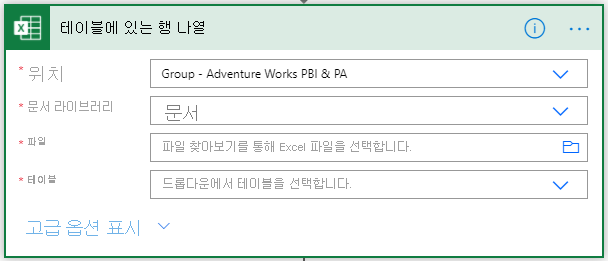 테이블에 있는 행 나열
* 위치
Group - Adventure Works PBI & PA
* 문서 라이브러리
문서
* 파일
파일 찾아보기를 통해 Excel 파일을 선택합니다.
* 테이블
드롭다운에서 테이블을 선택합니다.
고급 옵션 표시